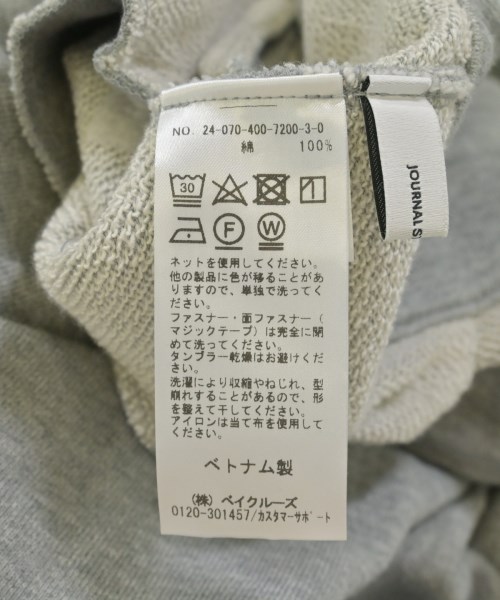 NO. 24-070-400-7200-3-0
綿 100%
30
F W
ネットを使用してください。
他の製品に色が移ることがあ
りますので、単独で洗ってく
ださい。
ファスナー・面ファスナー（
マジックテープ）は完全に閉
めて洗ってください。
タンブラー乾燥はお避けくだ
さい。
洗濯により収縮やねじれ、型
崩れすることがあるので、形
を整えて干してください。
アイロンは当て布を使用して
ください。
ベトナム製
（株）ベイクルーズ
0120-301457/カスタマーサポート
JOURNAL S